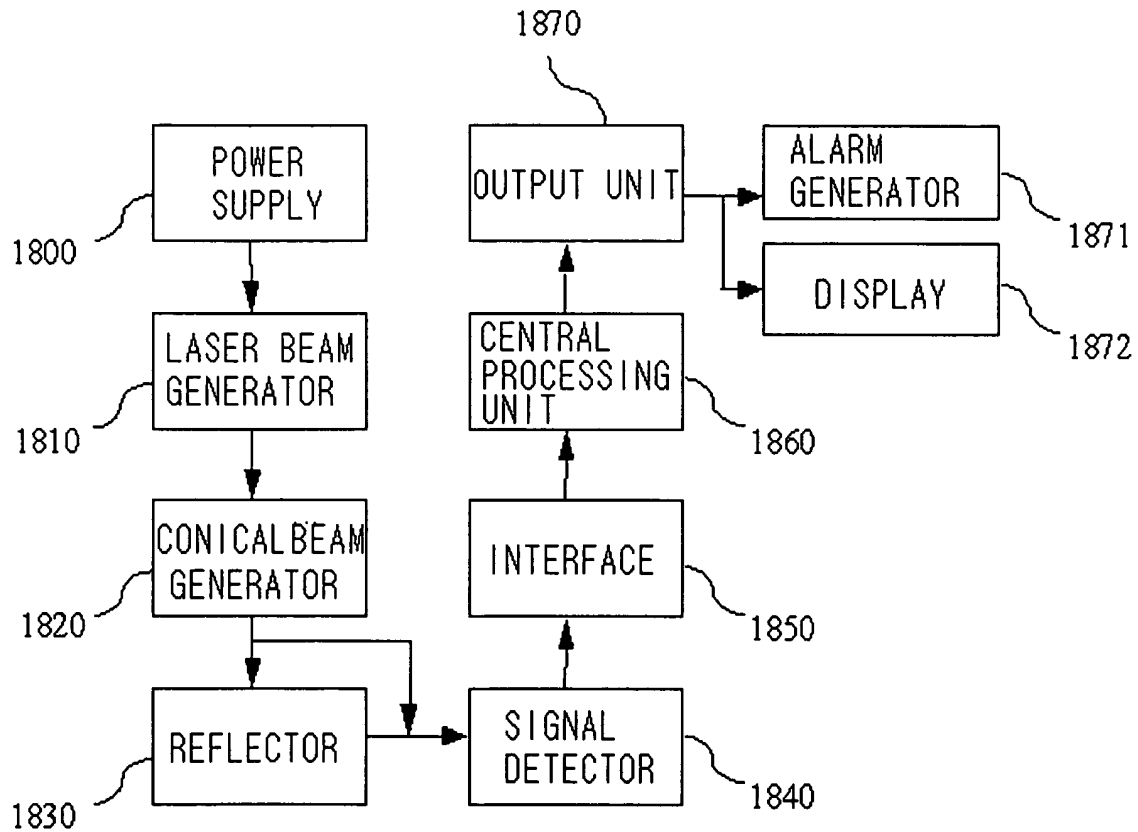 1870
POWER
SUPPLY
1800
OUTPUT UNIT
ALARM
GENERATOR
1871
DISPLAY
1872
LASER BEAM
GENERATOR
1810
CENTRAL
PROCESSING
UNIT
1860
CONICALBEAM
GENERATOR
1820
INTERFACE
1850
REFLECTOR
1830
SIGNAL
DETECTOR
1840